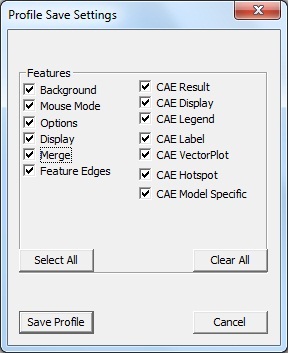 Profile Save Settings
Features
Background
Mouse Mode
Options
Display
Merge
Feature Edges
CAE Result
CAE Display
CAE Legend
CAE Label
CAE VectorPlot
CAE Hotspot
CAE Model Specific
Select All
Clear All
Save Profile
Cancel